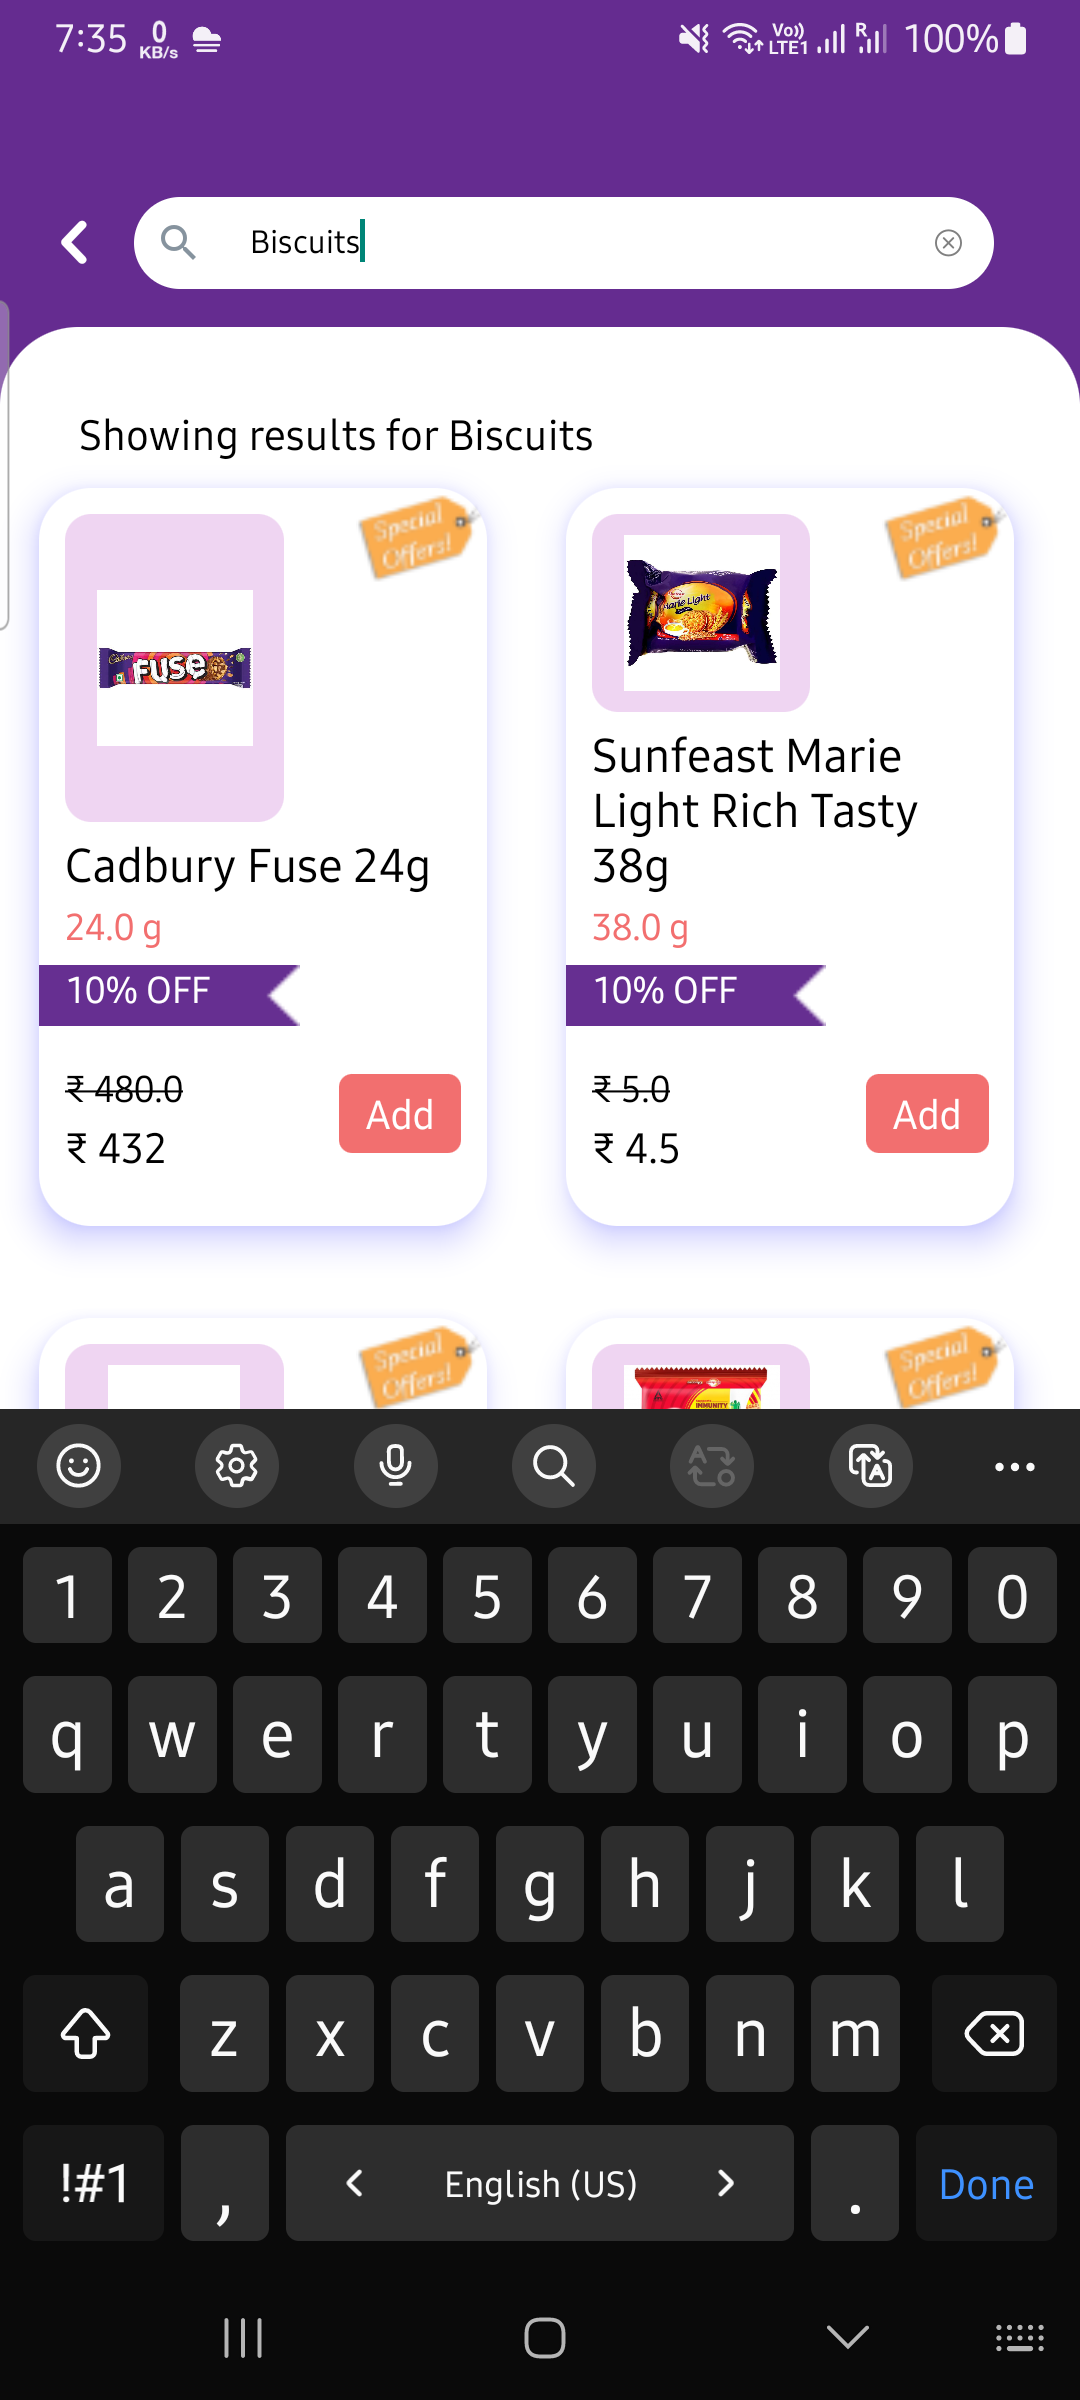 7:35 0 KB/s Vo)) LTE1 R 100%
Biscuits
Showing results for Biscuits
Special Offers!
Special Offers!
Cadbury FUSE
Marie Light
Cadbury Fuse 24g
24.0 g
10% OFF
₹ 480.0
₹ 432
Add
Sunfeast Marie
Light Rich Tasty
38g
38.0 g
10% OFF
₹ 5.0
₹ 4.5
Add
Special Offers!
Special Offers!
IMMUNITY
1 2 3 4 5 6 7 8 9 0
q w e r t y u i o p
a s d f g h j k l
z x c v b n m
!#1 , English (US) . Done